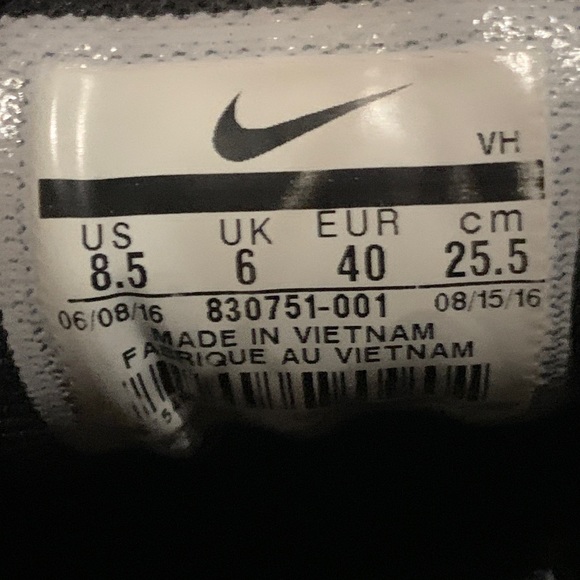 VH
US UK EUR cm
8.5 6 40 25.5
06/08/16 830751-001 08/15/16
MADE IN VIETNAM
FABRIQUE AU VIETNAM
5